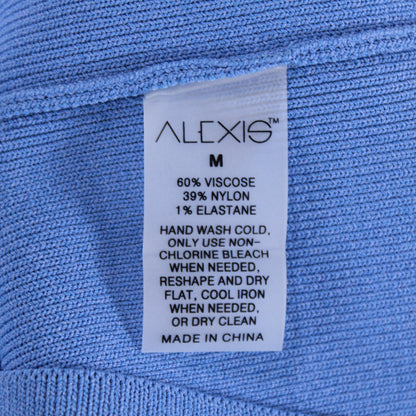 ALEXIS™
M
60% VISCOSE
39% NYLON
1% ELASTANE
HAND WASH COLD,
ONLY USE NON-
CHLORINE BLEACH
WHEN NEEDED,
RESHAPE AND DRY
FLAT, COOL IRON
WHEN NEEDED,
OR DRY CLEAN
MADE IN CHINA